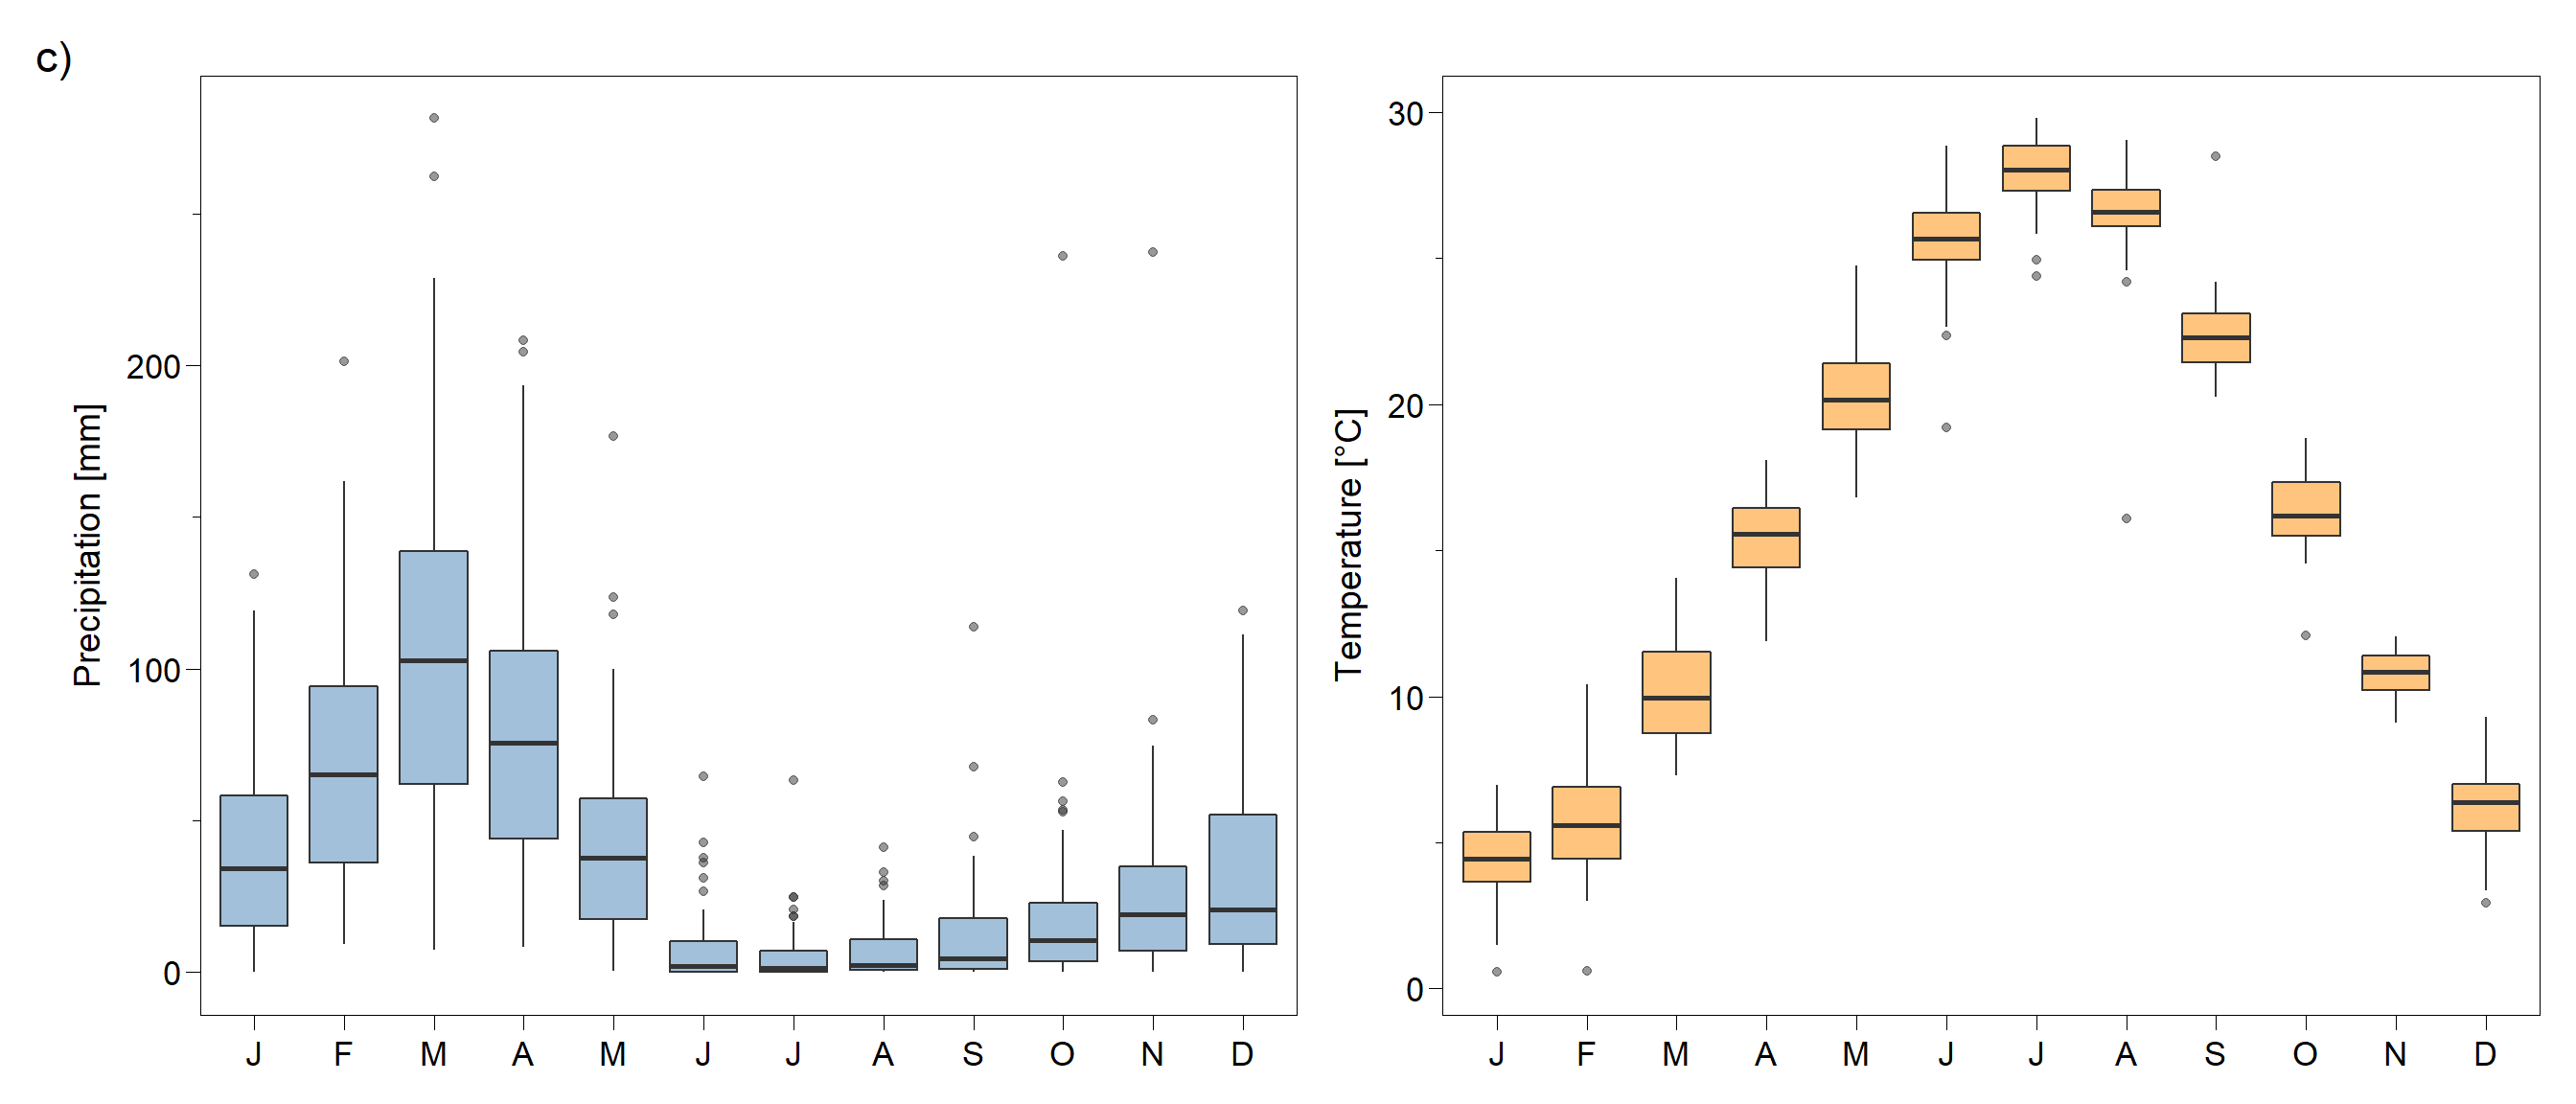 c)
Precipitation [mm]
200
100
0
J F M A M J J A S O N D
Temperature [°C]
30
20
10
0
J F M A M J J A S O N D